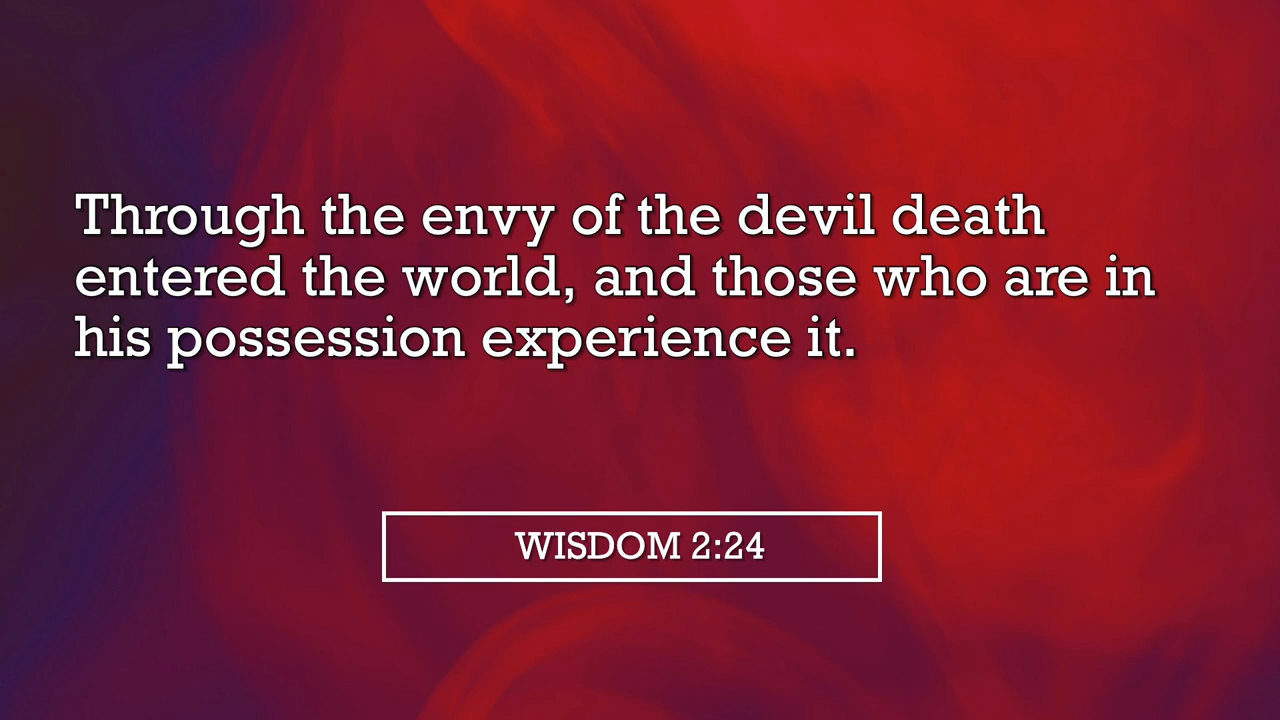 Through the envy of the devil death
entered the world, and those who are in
his possession experience it.
WISDOM 2:24